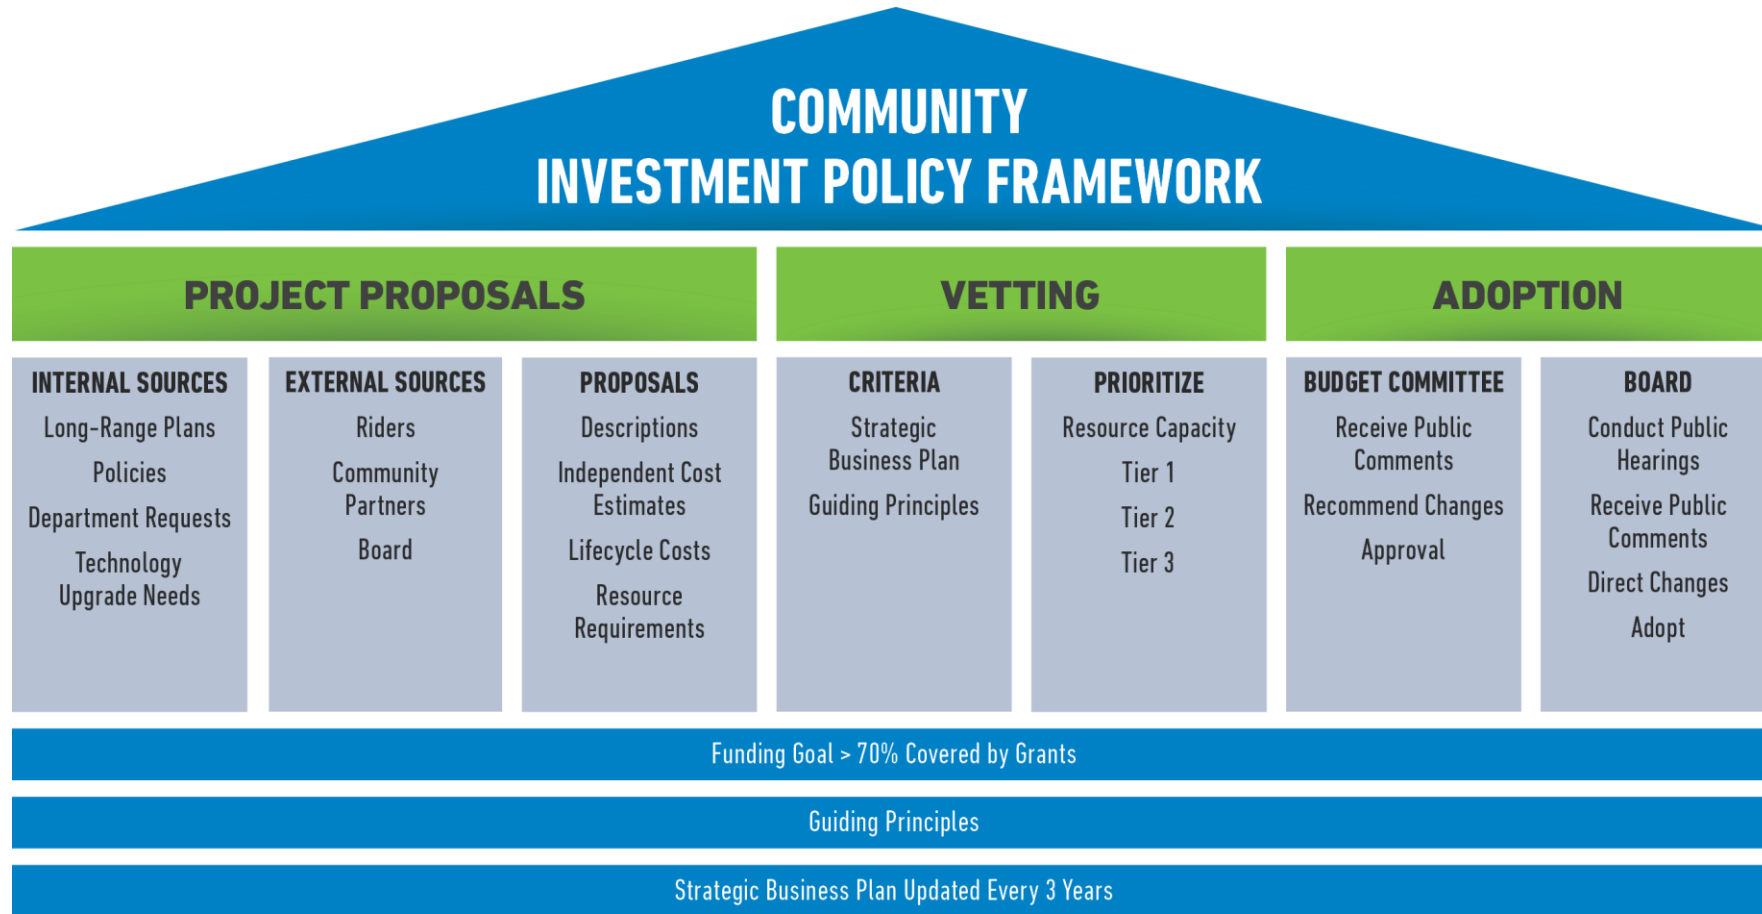 COMMUNITY
INVESTMENT POLICY FRAMEWORK
PROJECT PROPOSALS
VETTING
ADOPTION
INTERNAL SOURCES
Long-Range Plans
Policies
Department Requests
Technology
Upgrade Needs
EXTERNAL SOURCES
Riders
Community
Partners
Board
PROPOSALS
Descriptions
Independent Cost
Estimates
Lifecycle Costs
Resource
Requirements
CRITERIA
Strategic
Business Plan
Guiding Principles
PRIORITIZE
Resource Capacity
Tier 1
Tier 2
Tier 3
BUDGET COMMITTEE
Receive Public
Comments
Recommend Changes
Approval
BOARD
Conduct Public
Hearings
Receive Public
Comments
Direct Changes
Adopt
Funding Goal > 70% Covered by Grants
Guiding Principles
Strategic Business Plan Updated Every 3 Years